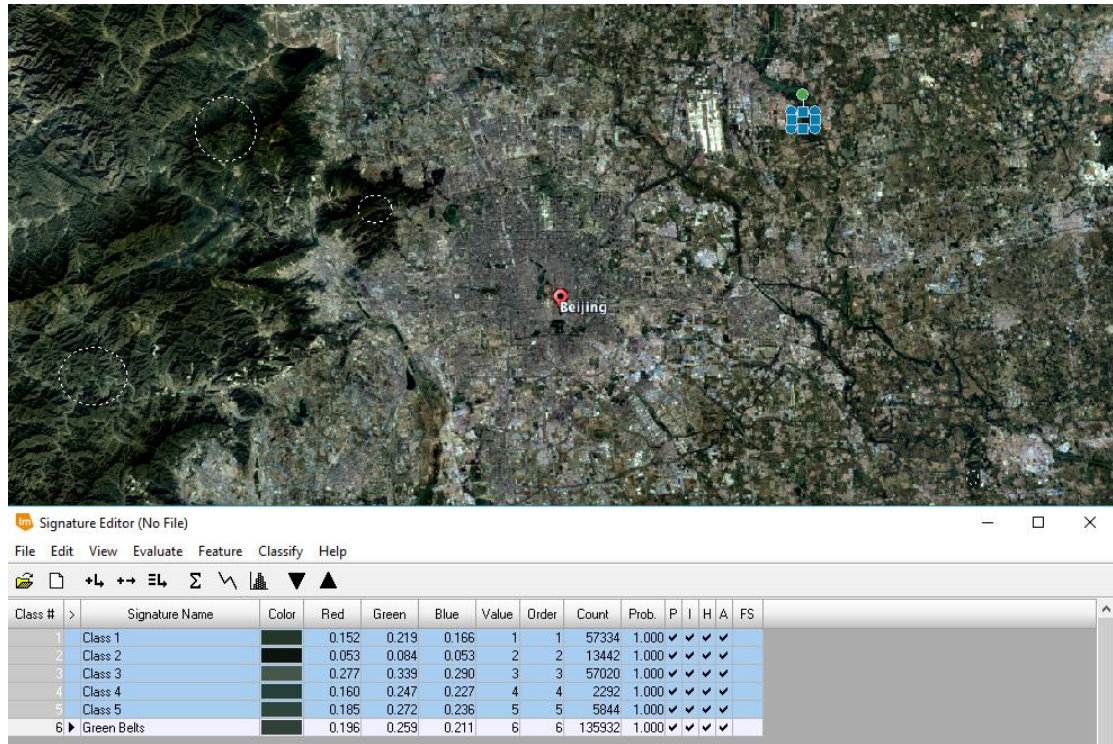 Beijing
Signature Editor (No File)
File Edit View Evaluate Feature Classify Help
Class # > Signature Name Color Red Green Blue Value Order Count Prob. P I H A FS
1 Class 1 0.152 0.219 0.166 1 1 57334 1.000 ✔ ✔ ✔ ✔
2 Class 2 0.053 0.084 0.053 2 2 13442 1.000 ✔ ✔ ✔ ✔
3 Class 3 0.277 0.339 0.290 3 3 57020 1.000 ✔ ✔ ✔ ✔
4 Class 4 0.160 0.247 0.227 4 4 2292 1.000 ✔ ✔ ✔ ✔
5 Class 5 0.185 0.272 0.236 5 5 5844 1.000 ✔ ✔ ✔ ✔
6 Green Belts 0.196 0.259 0.211 6 6 135932 1.000 ✔ ✔ ✔ ✔